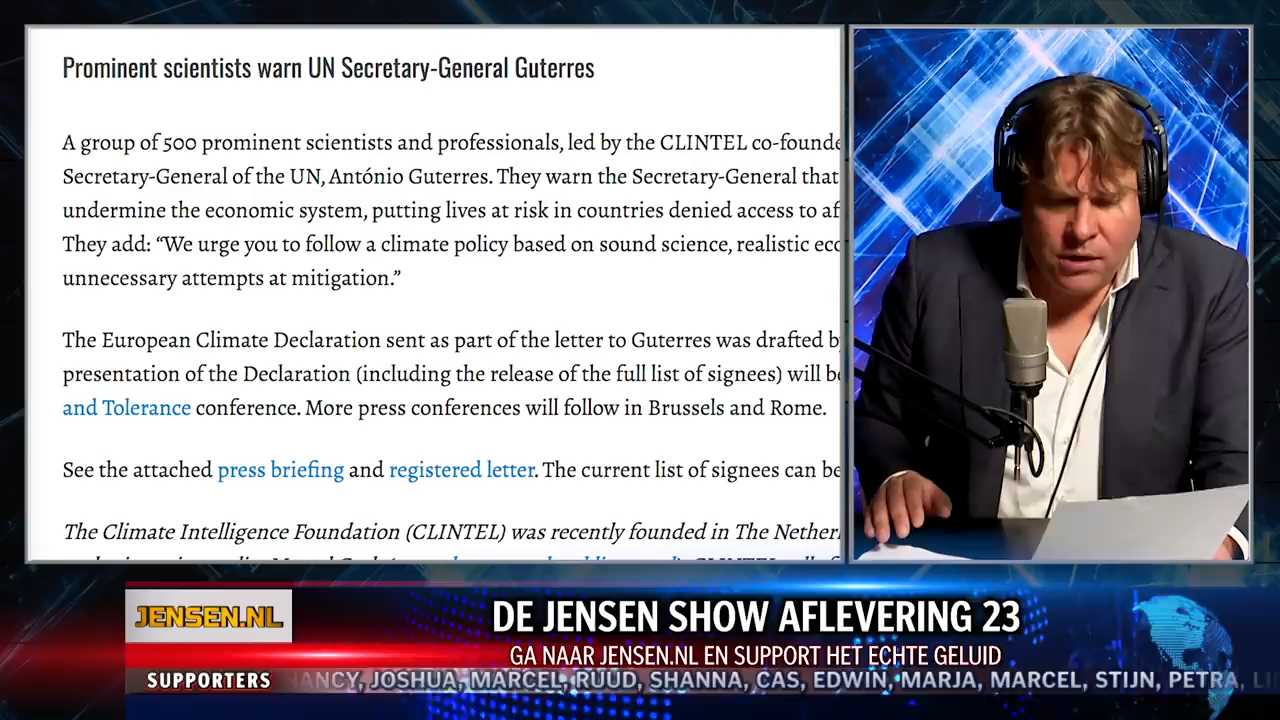 Prominent scientists warn UN Secretary-General Guterres
A group of 500 prominent scientists and professionals, led by the CLINTEL co-founde
Secretary-General of the UN, António Guterres. They warn the Secretary-General that
undermine the economic system, putting lives at risk in countries denied access to af
They add: “We urge you to follow a climate policy based on sound science, realistic eco
unnecessary attempts at mitigation.”
The European Climate Declaration sent as part of the letter to Guterres was drafted b
presentation of the Declaration (including the release of the full list of signees) will be
and Tolerance conference. More press conferences will follow in Brussels and Rome.
See the attached press briefing and registered letter. The current list of signees can be
The Climate Intelligence Foundation (CLINTEL) was recently founded in The Nether
JENSEN.NL
DE JENSEN SHOW AFLEVERING 23
GA NAAR JENSEN.NL EN SUPPORT HET ECHTE GELUID
SUPPORTERS NANCY, JOSHUA, MARCEL, RUUD, SHANNA, CAS, EDWIN, MARJA, MARCEL, STIJN, PETRA,